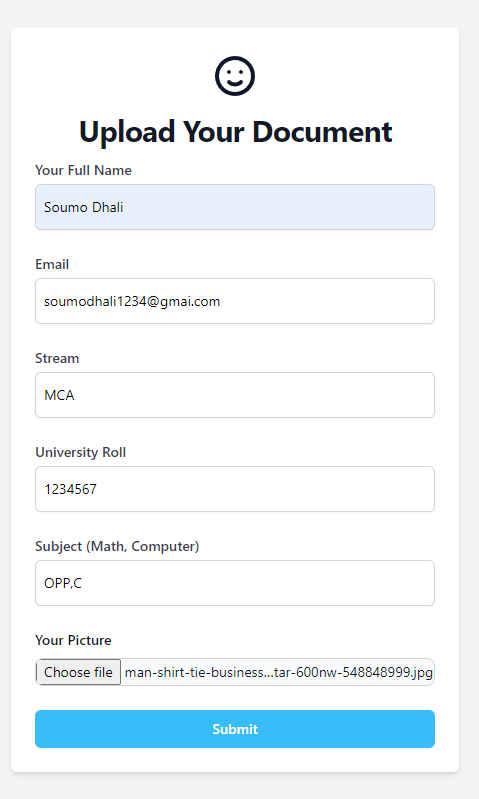 Upload Your Document
Your Full Name
Soumo Dhali
Email
soumodhali1234@gmai.com
Stream
MCA
University Roll
1234567
Subject (Math, Computer)
OPP,C
Your Picture
Choose file man-shirt-tie-business...tar-600nw-548848999.jpg
Submit